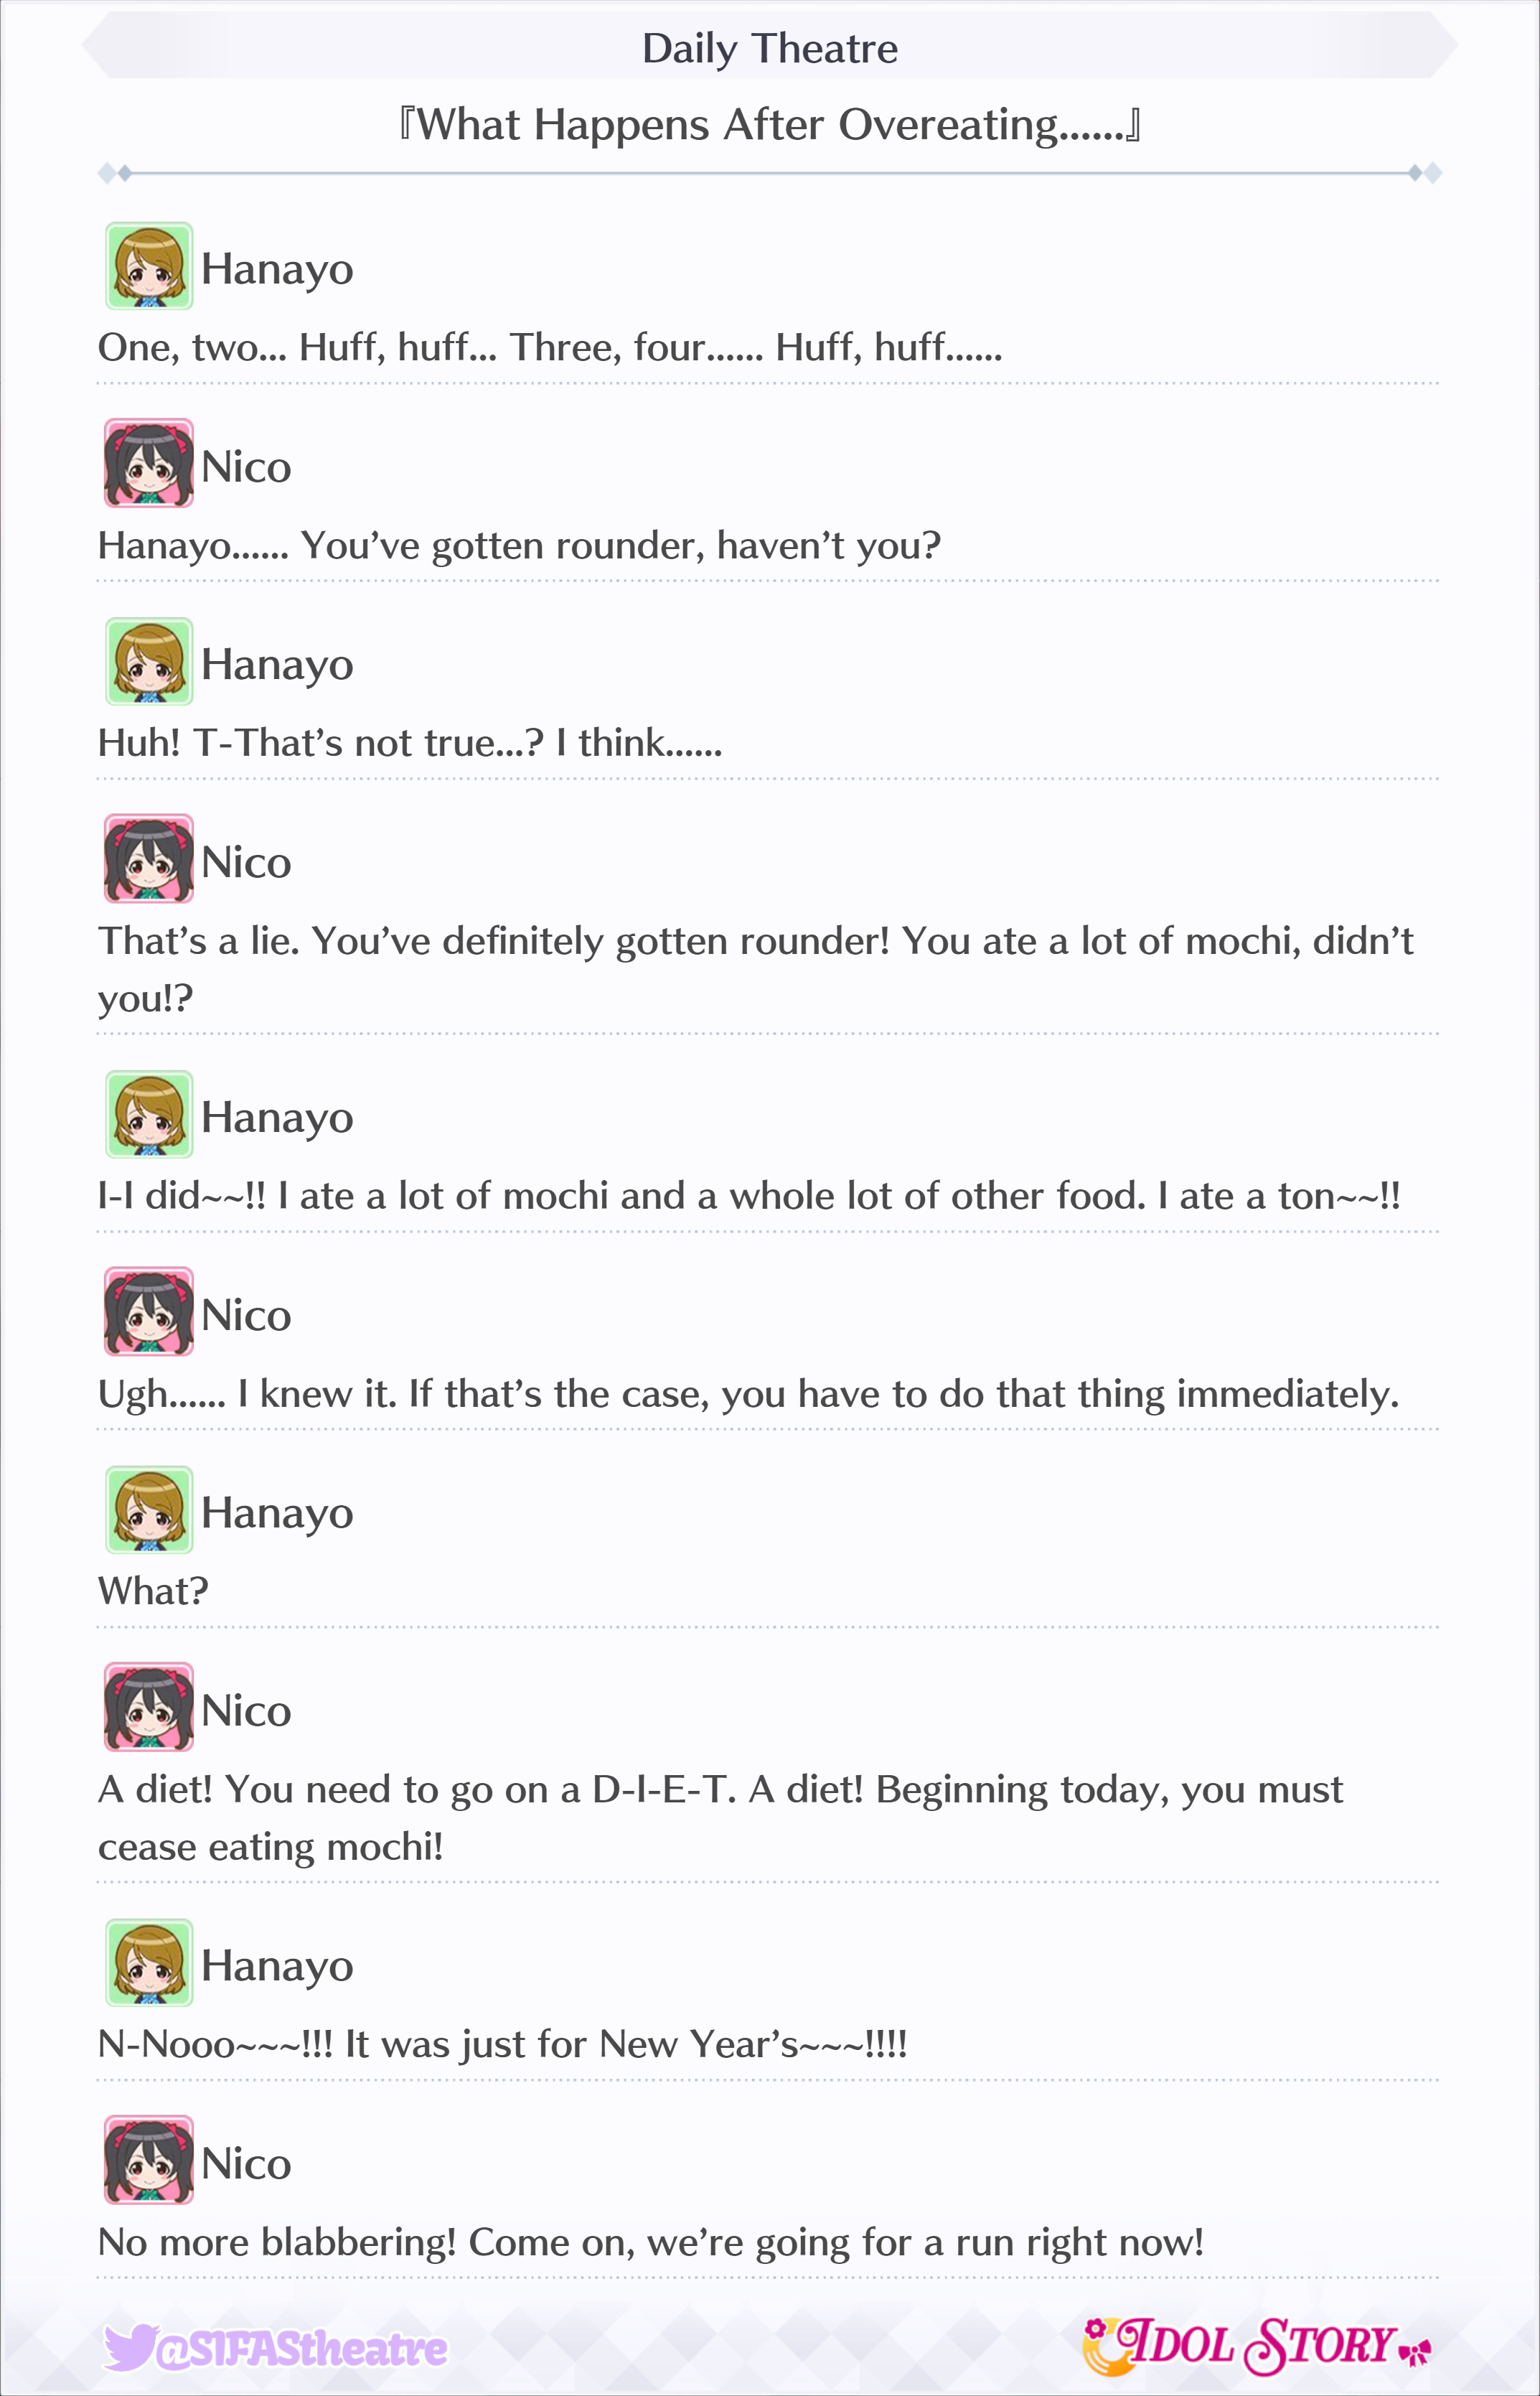 Daily Theatre
『What Happens After Overeating......』
Hanayo
One, two... Huff, huff... Three, four...... Huff, huff......
Nico
Hanayo...... You’ve gotten rounder, haven’t you?
Hanayo
Huh! T-That’s not true...? I think......
Nico
That’s a lie. You’ve definitely gotten rounder! You ate a lot of mochi, didn’t
you!?
Hanayo
I-I did~~!! I ate a lot of mochi and a whole lot of other food. I ate a ton~~!!
Nico
Ugh...... I knew it. If that’s the case, you have to do that thing immediately.
Hanayo
What?
Nico
A diet! You need to go on a D-I-E-T. A diet! Beginning today, you must
cease eating mochi!
Hanayo
N-Nooo~~~!!! It was just for New Year’s~~~!!!!
Nico
No more blabbering! Come on, we’re going for a run right now!
@SIFAStheatre
IDOL STORY